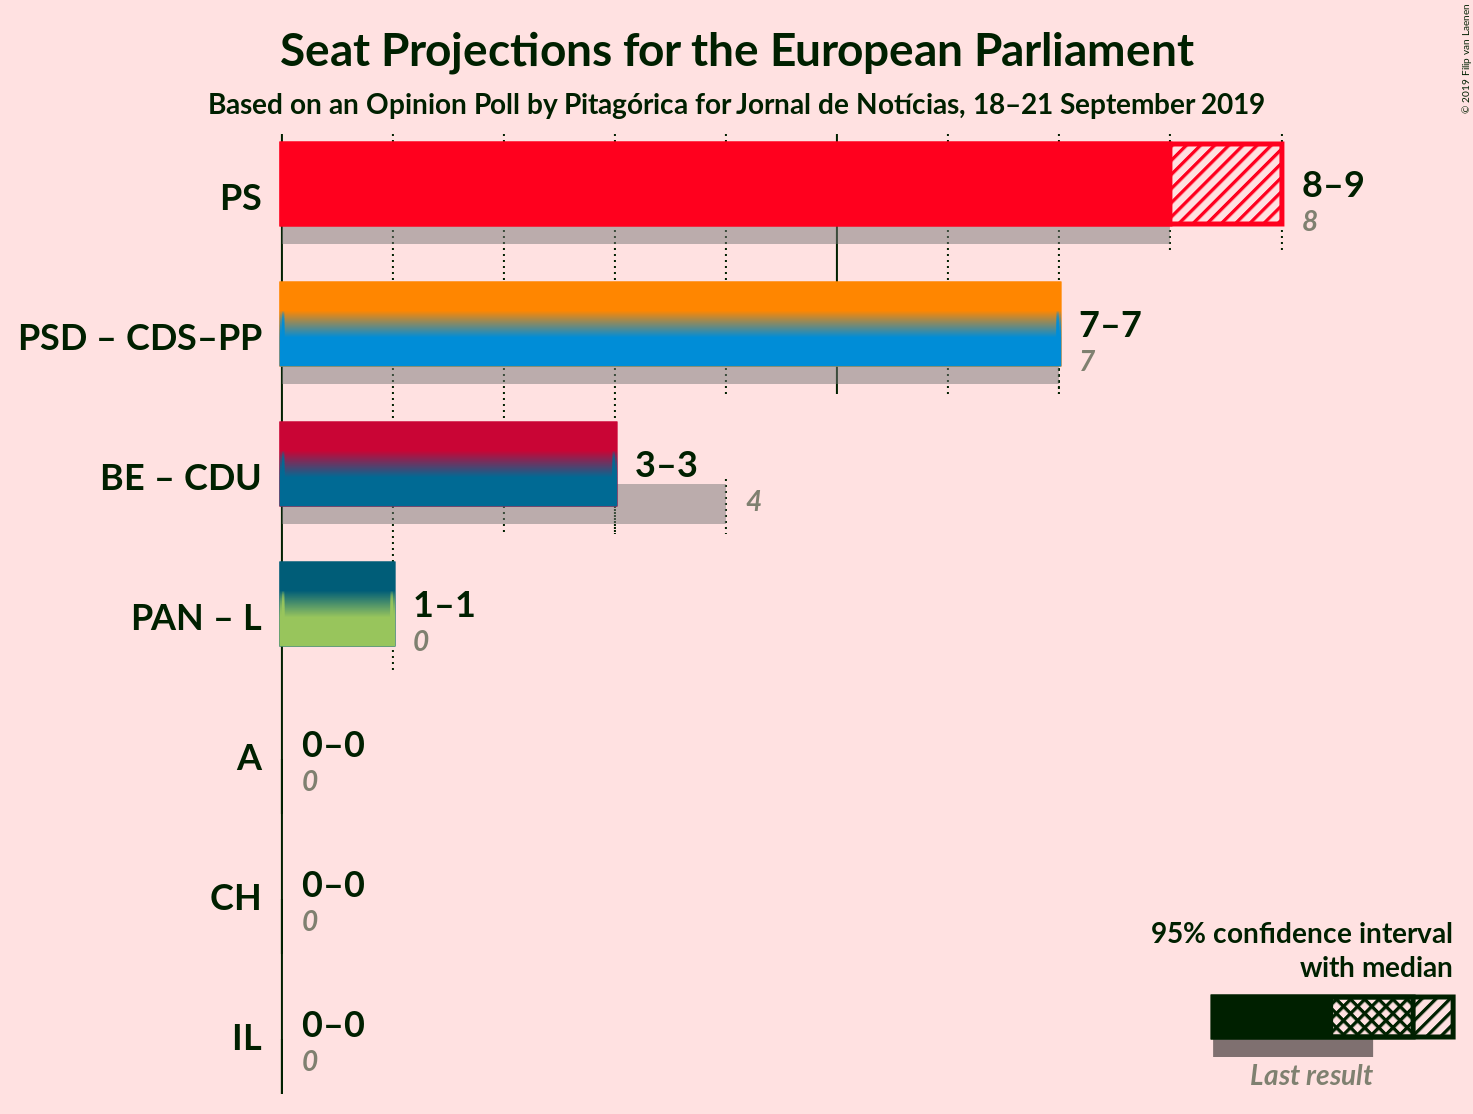 Seat Projections for the European Parliament
Based on an Opinion Poll by Pitagórica for Jornal de Notícias, 18–21 September 2019
© 2019 Filip van Laenen
PS
8–9
8
PSD – CDS–PP
7–7
7
BE – CDU
3–3
4
PAN – L
1–1
0
A
0–0
0
CH
0–0
0
IL
0–0
0
95% confidence interval
with median
Last result